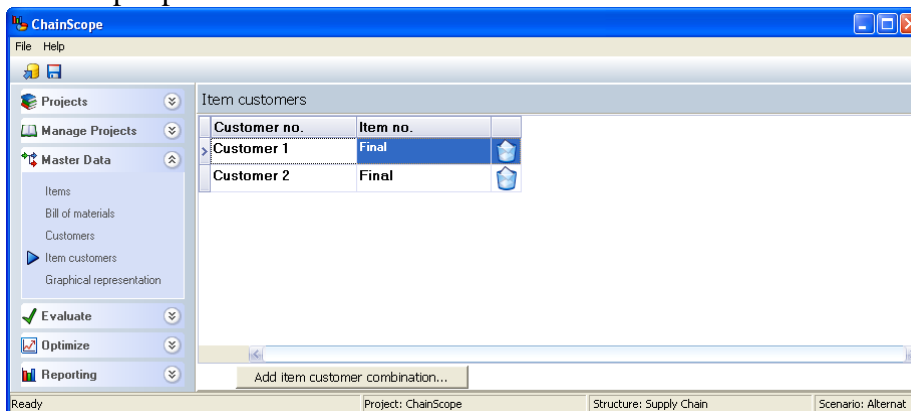 ChainScope
File Help
Projects
Manage Projects
Master Data
Items
Bill of materials
Customers
Item customers
Graphical representation
Evaluate
Optimize
Reporting
Item customers
Customer no. Item no.
Customer 1 Final
Customer 2 Final
Add item customer combination...
Ready Project: ChainScope Structure: Supply Chain Scenario: Alternat